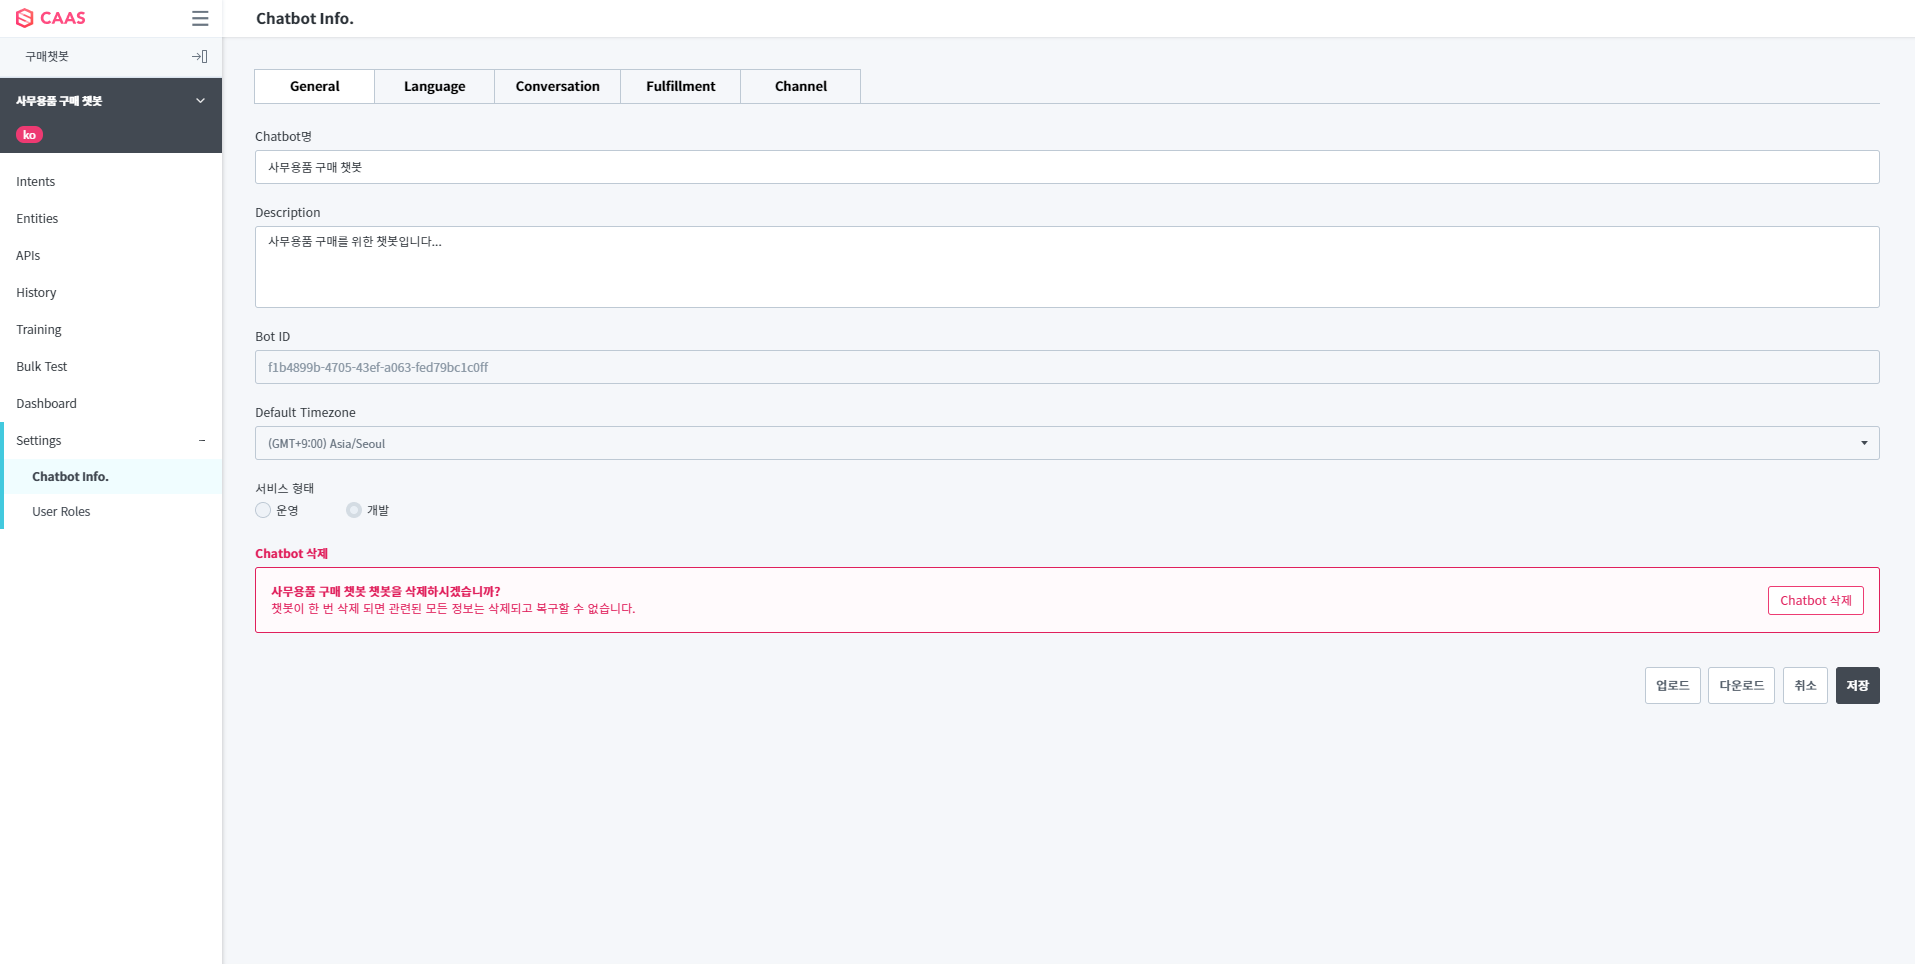 CAAS
구매챗봇
사무용품 구매 챗봇
ko
Intents
Entities
APIs
History
Training
Bulk Test
Dashboard
Settings
Chatbot Info.
User Roles
Chatbot Info.
General
Language
Conversation
Fulfillment
Channel
Chatbot명
사무용품 구매 챗봇
Description
사무용품 구매를 위한 챗봇입니다...
Bot ID
f1b4899b-4705-43ef-a063-fed79bc1c0ff
Default Timezone
(GMT+9:00) Asia/Seoul
서비스 형태
운영
개발
Chatbot 삭제
사무용품 구매 챗봇 챗봇을 삭제하시겠습니까?
챗봇이 한 번 삭제 되면 관련된 모든 정보는 삭제되고 복구할 수 없습니다.
Chatbot 삭제
업로드
다운로드
취소
저장